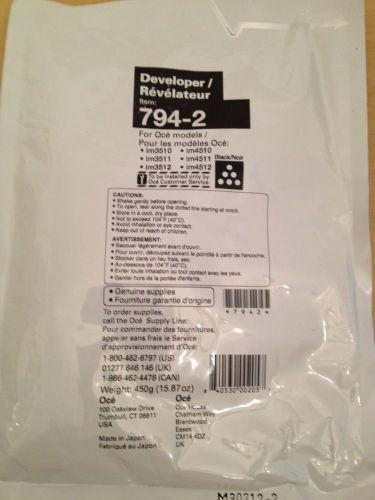 Developer /
Révélateur
Item:
794-2
For Océ models /
Pour les modèles Océ:
• im3510 • im4510
• im3511 • im4511
• im3512 • im4512
Black/Noir
To be installed only by
Océ Customer Service
CAUTIONS:
• Shake gently before opening.
• To open, tear along the dotted line starting at notch.
• Store in a cool, dry place.
• Not to exceed 104°F (40°C).
• Avoid inhalation or eye contact.
• Keep out of reach of children.
AVERTISSEMENT:
• Secouer légèrement avant d'ouvrir.
• Pour ouvrir, découpez suivant le pointillé à partir de l'encoche.
• Stocker dans un lieu frais, sec.
• Au-dessous de 104°F (40°C).
• Eviter toute inhalation ou tout contact avec les yeux.
• Garder hors de la portée d'enfants.
• Genuine supplies
• Fourniture garantie d'origine
*7942*
To order supplies,
call the Océ Supply Line:
Pour commander des fournitures,
appeler sans frais le Service
d'approvisionnement d'Océ:
1-800-462-6797 (US)
01277 846 146 (UK)
1-866-462-4478 (CAN)
Weight: 450g (15.87oz)
Océ
100 Oakview Drive
Trumbull, CT 06611
USA
Made in Japan
Fabriqué au Japon
Océ
Océ House
Chatham Way
Brentwood
Essex
CM14 4DZ
UK
M30212-2